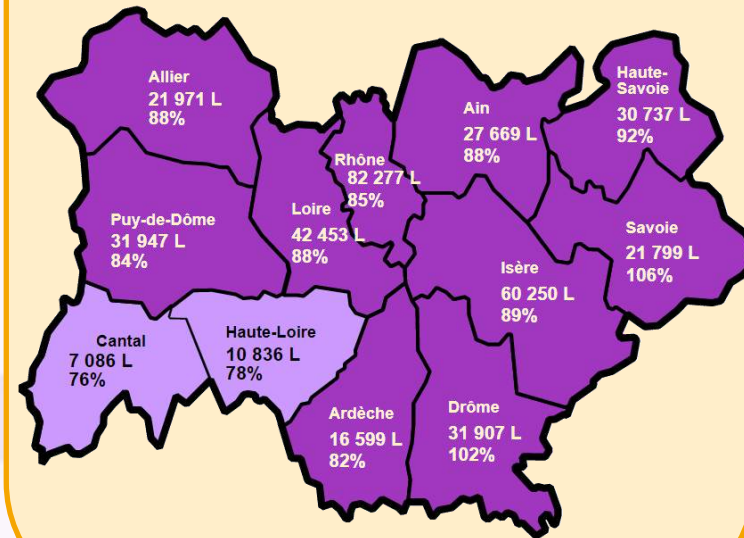 Allier
21 971 L
88%
Haute-
Savoie
30 737 L
92%
Ain
27 669 L
88%
Rhône
82 277 L
85%
Puy-de-Dôme
31 947 L
84%
Loire
42 453 L
88%
Savoie
21 799 L
106%
Isère
60 250 L
89%
Cantal
7 086 L
76%
Haute-Loire
10 836 L
78%
Ardèche
16 599 L
82%
Drôme
31 907 L
102%